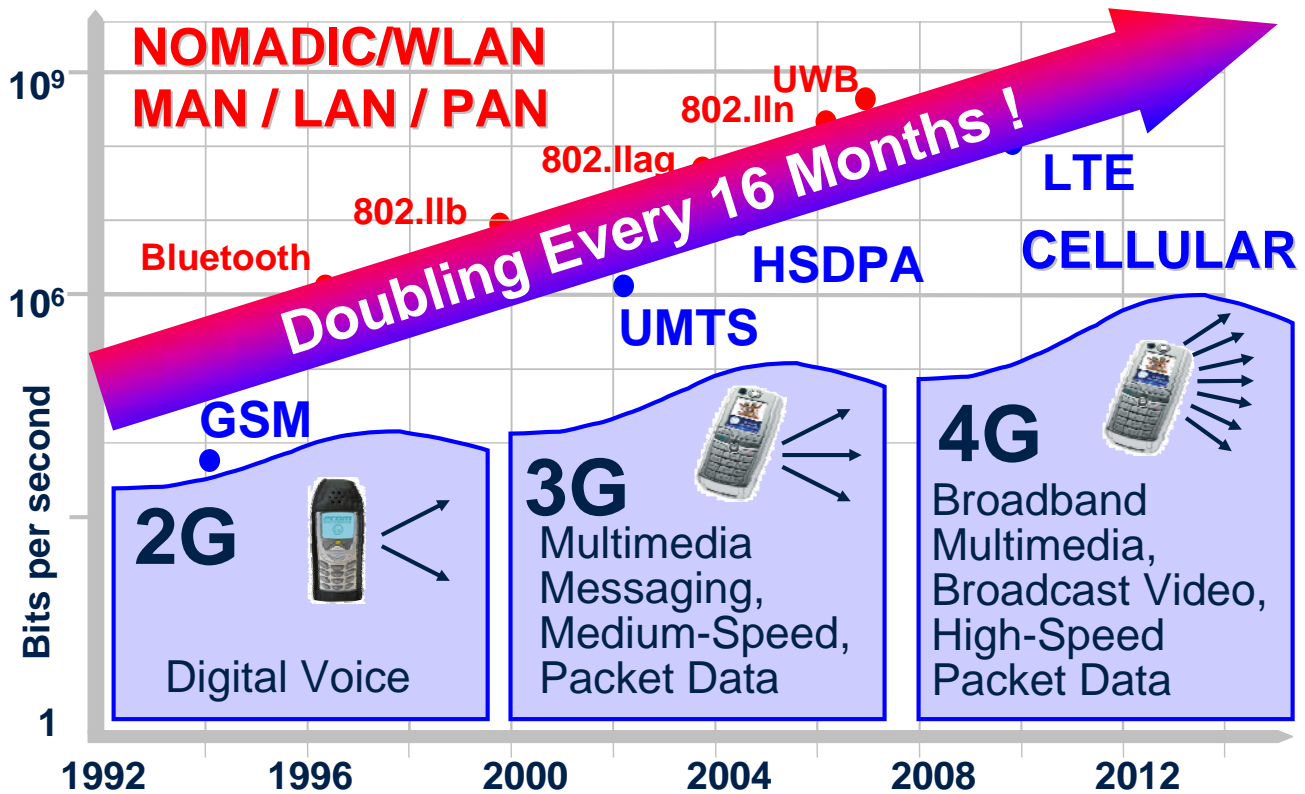 NOMADIC/WLAN
MAN / LAN / PAN
10⁹
UWB
802.lln
802.llag
802.llb
Bluetooth
Doubling Every 16 Months !
LTE
CELLULAR
HSDPA
UMTS
10⁶
GSM
Bits per second
2G
Digital Voice
3G
Multimedia
Messaging,
Medium-Speed,
Packet Data
4G
Broadband
Multimedia,
Broadcast Video,
High-Speed
Packet Data
1
1992
1996
2000
2004
2008
2012